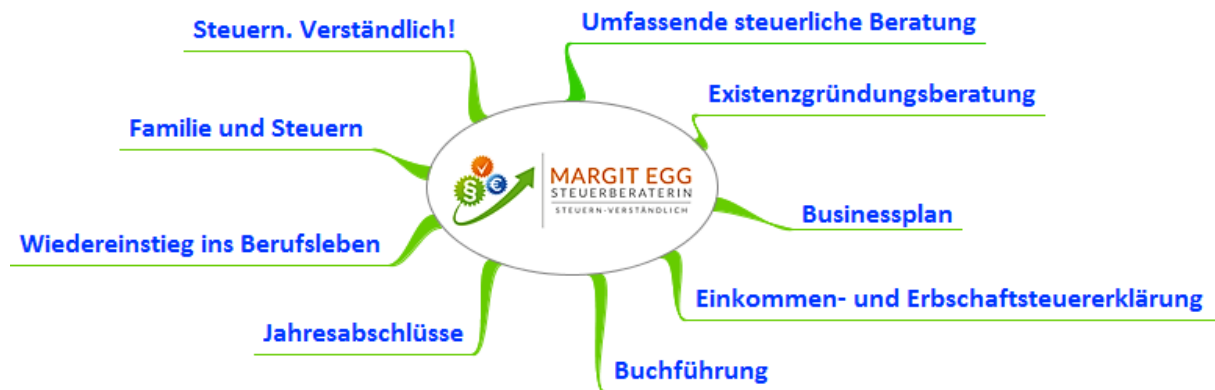 Steuern. Verständlich!
Umfassende steuerliche Beratung
Existenzgründungsberatung
Familie und Steuern
§
€
MARGIT EGG
STEUERBERATERIN
STEUERN-VERSTÄNDLICH
Businessplan
Wiedereinstieg ins Berufsleben
Einkommen- und Erbschaftsteuererklärung
Jahresabschlüsse
Buchführung